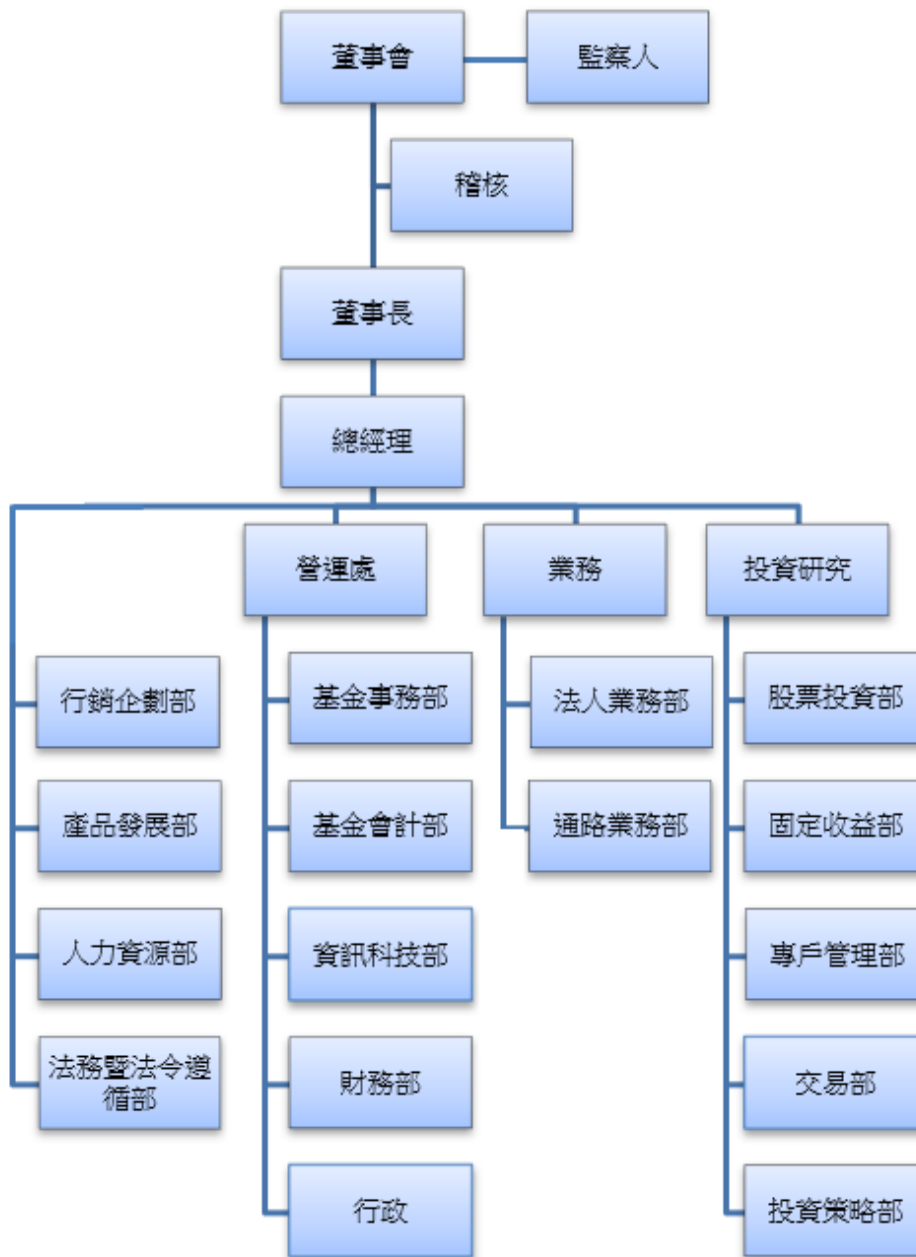 董事會
監察人
稽核
董事長
總經理
營運處
業務
投資研究
行銷企劃部
基金事務部
法人業務部
股票投資部
產品發展部
基金會計部
通路業務部
固定收益部
人力資源部
資訊科技部
專戶管理部
法務暨法令遵
循部
財務部
交易部
行政
投資策略部